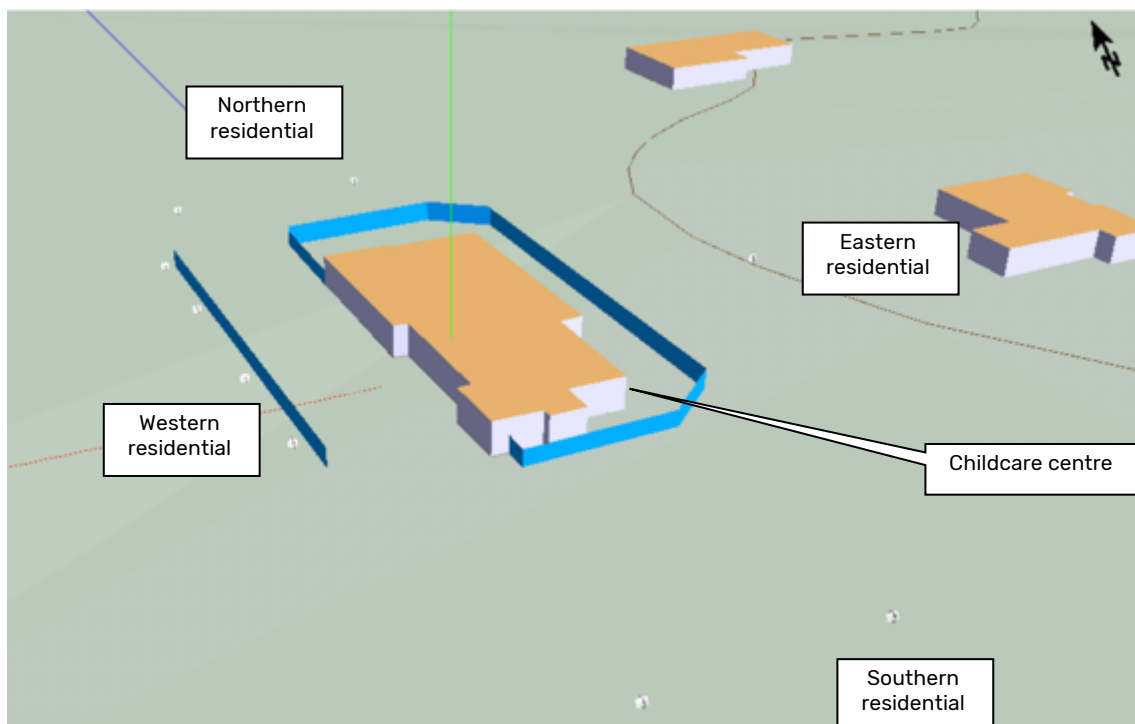 N
Northern
residential
Eastern
residential
Western
residential
Childcare centre
Southern
residential